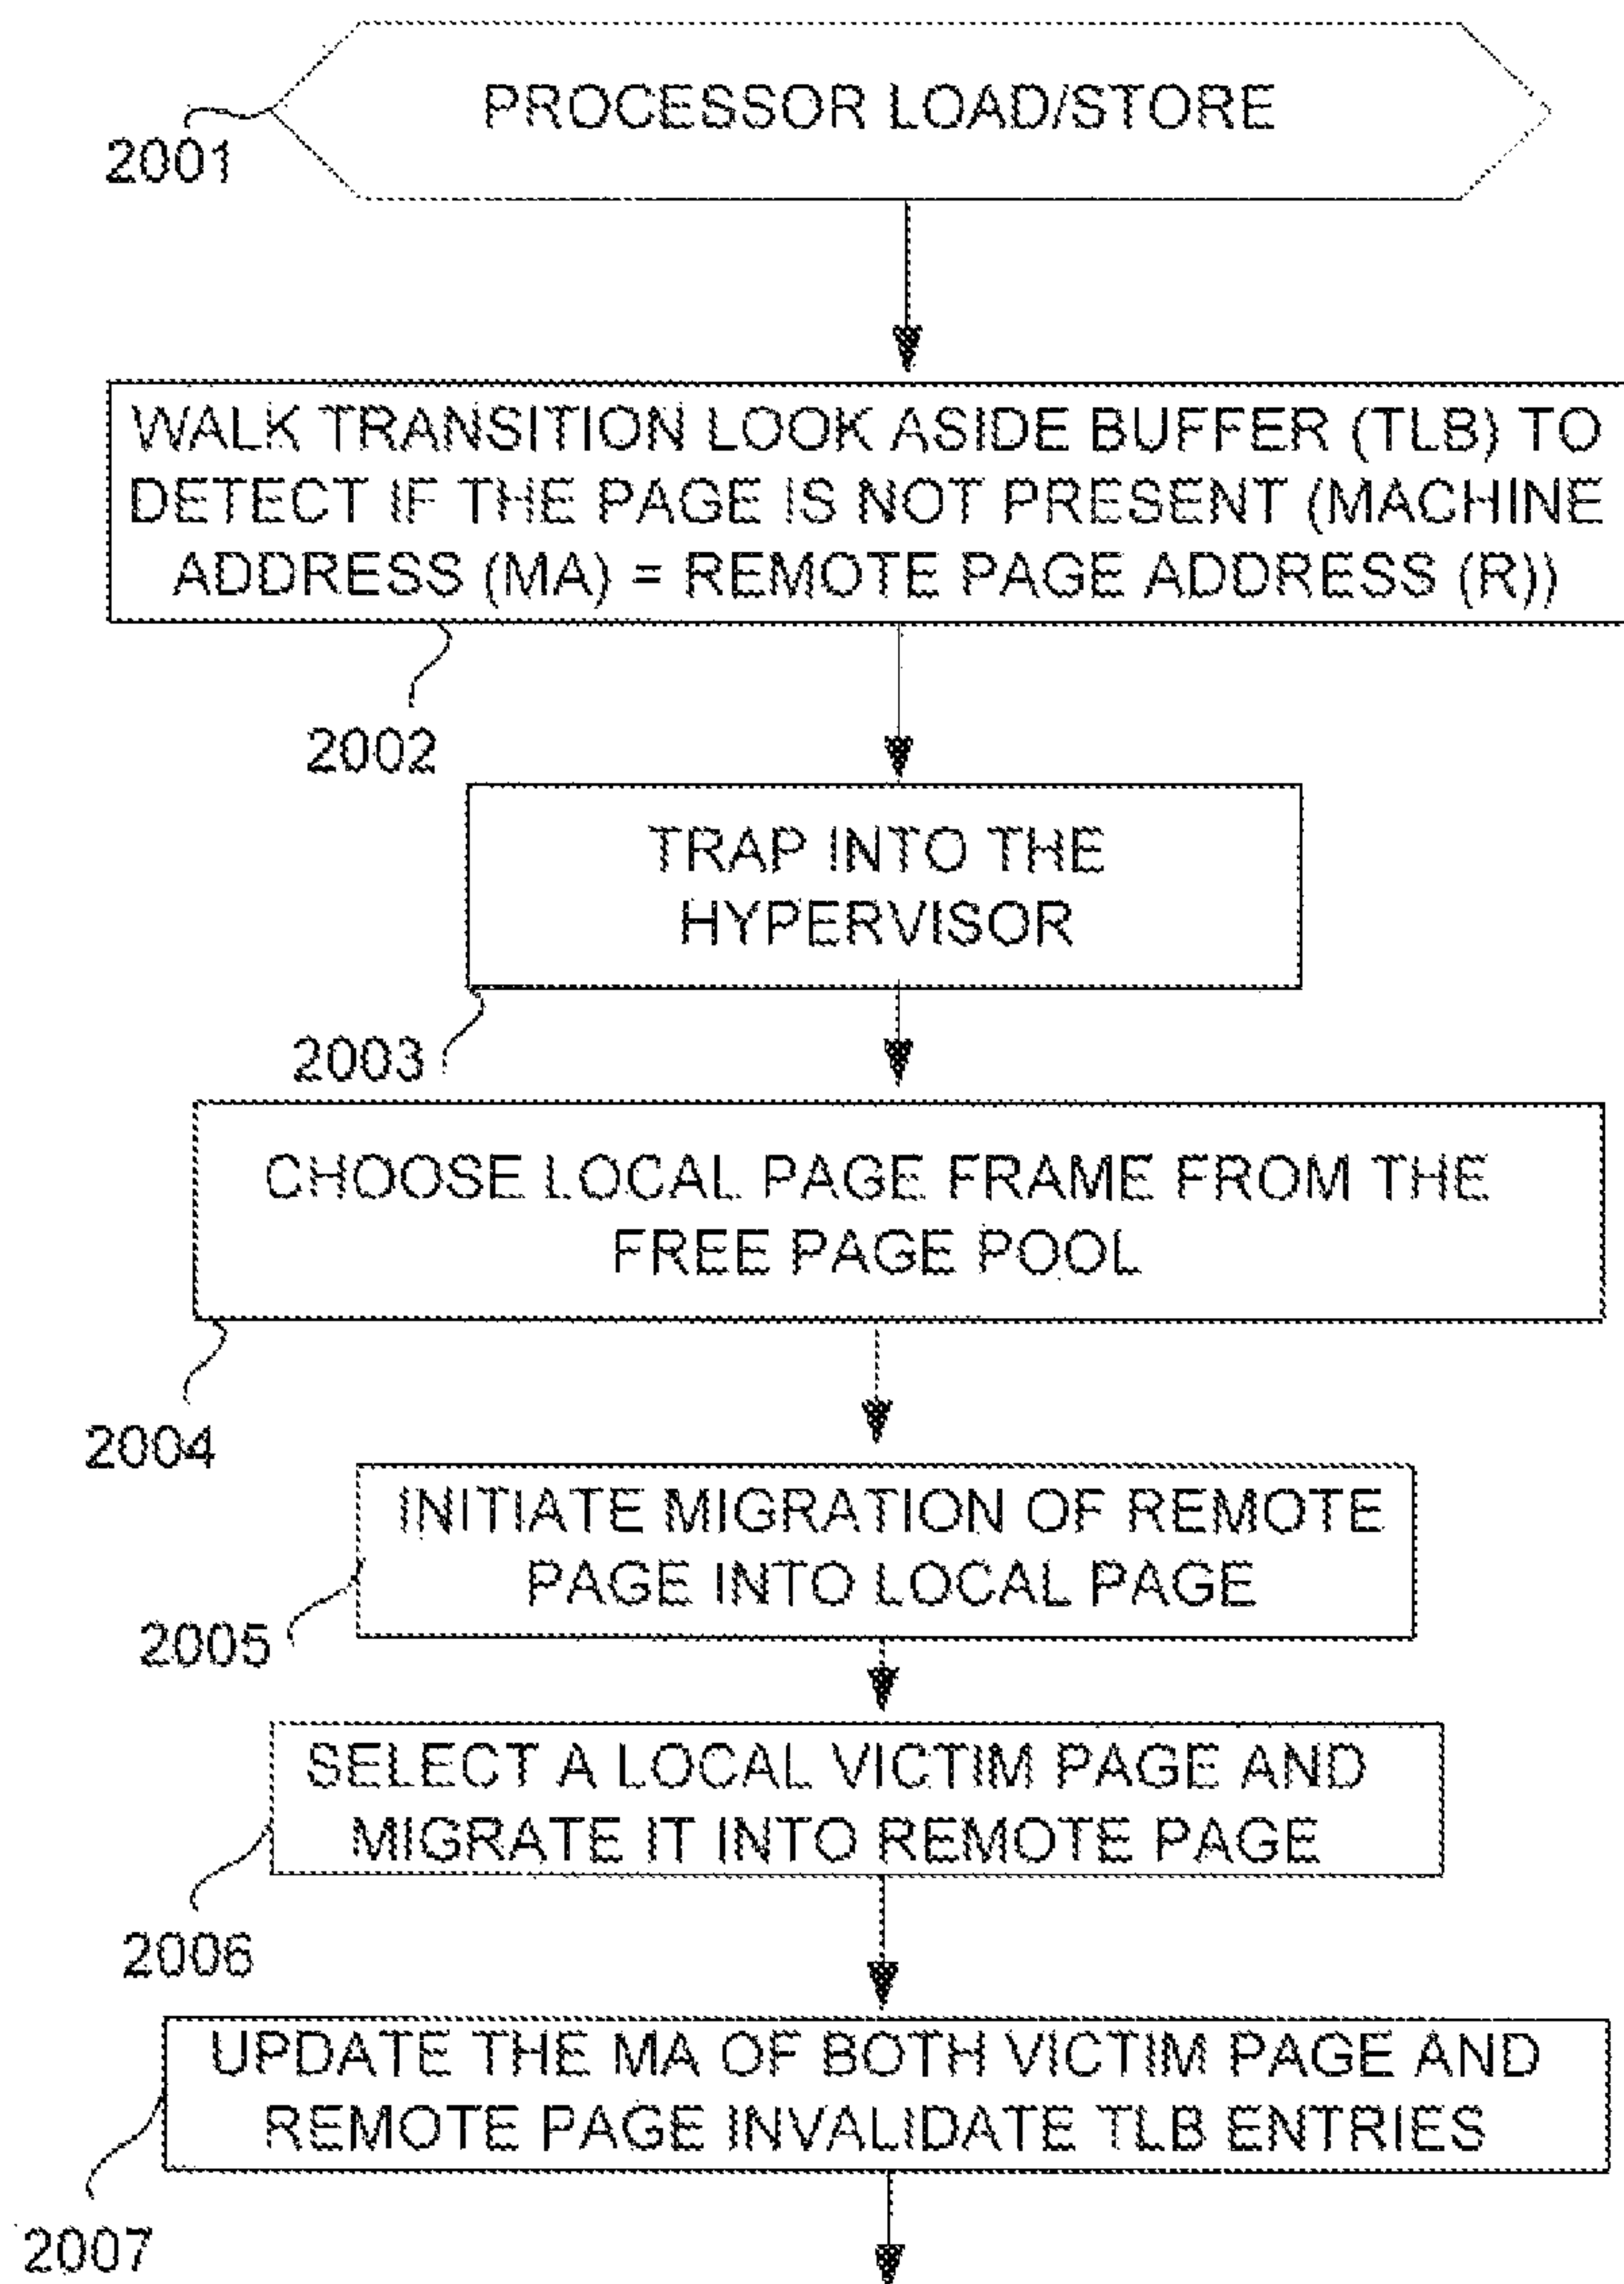 PROCESSOR LOAD/STORE
2001
WALK TRANSITION LOOK ASIDE BUFFER (TLB) TO
DETECT IF THE PAGE IS NOT PRESENT (MACHINE
ADDRESS (MA) = REMOTE PAGE ADDRESS (R))
2002
TRAP INTO THE
HYPERVISOR
2003
CHOOSE LOCAL PAGE FRAME FROM THE
FREE PAGE POOL
2004
INITIATE MIGRATION OF REMOTE
PAGE INTO LOCAL PAGE
2005
SELECT A LOCAL VICTIM PAGE AND
MIGRATE IT INTO REMOTE PAGE
2006
UPDATE THE MA OF BOTH VICTIM PAGE AND
REMOTE PAGE INVALIDATE TLB ENTRIES
2007